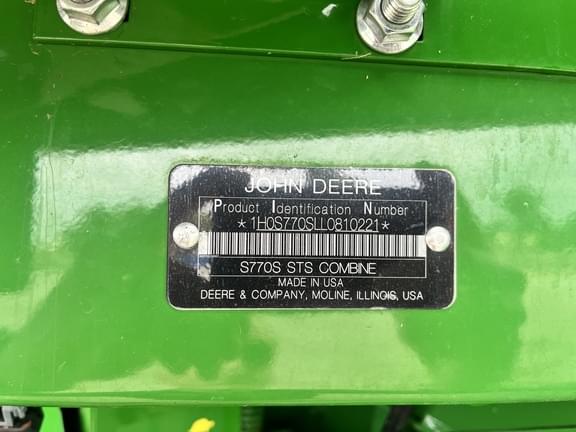 JOHN DEERE
Product Identification Number
*1H0S770SLL0810221*
S770S STS COMBINE
MADE IN USA
DEERE & COMPANY, MOLINE, ILLINOIS, USA